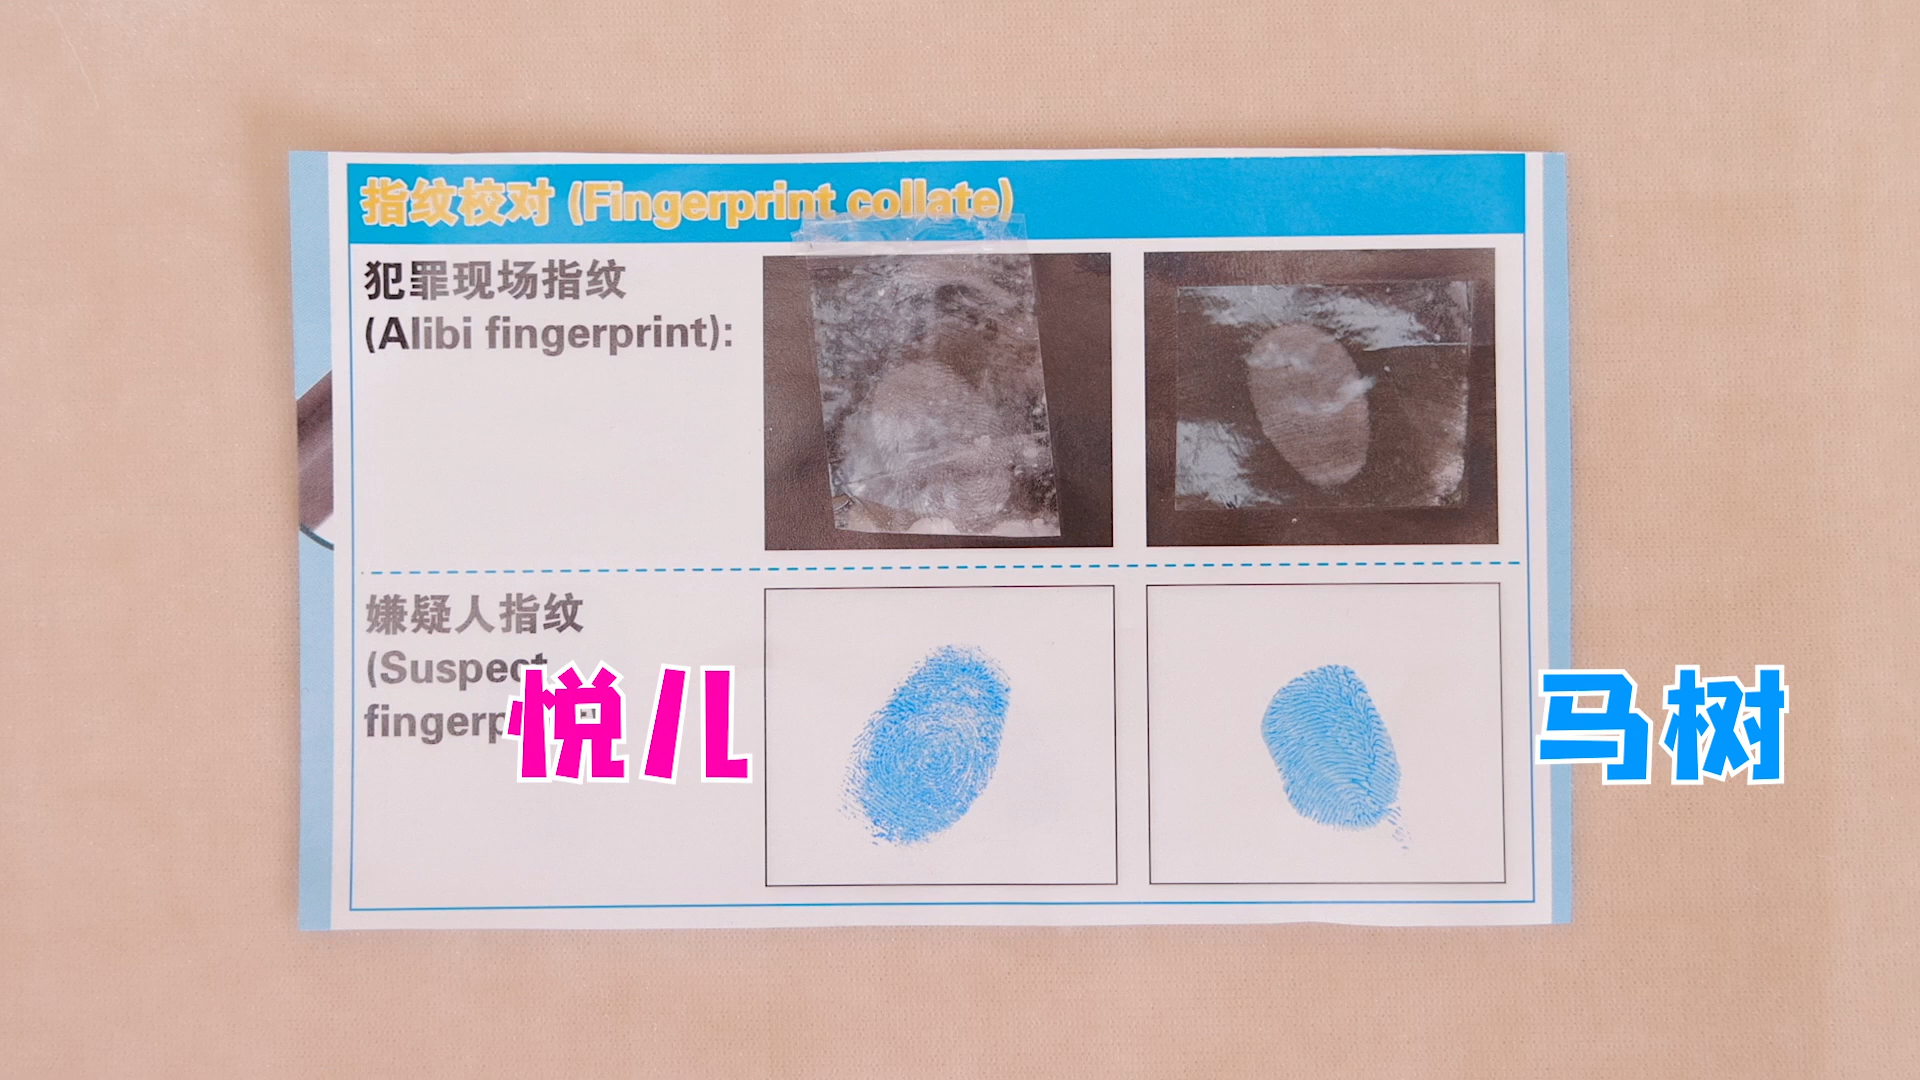 指纹校对 (Fingerprint collate)
犯罪现场指纹
(Alibi fingerprint):
嫌疑人指纹
(Suspect
悦儿
马树